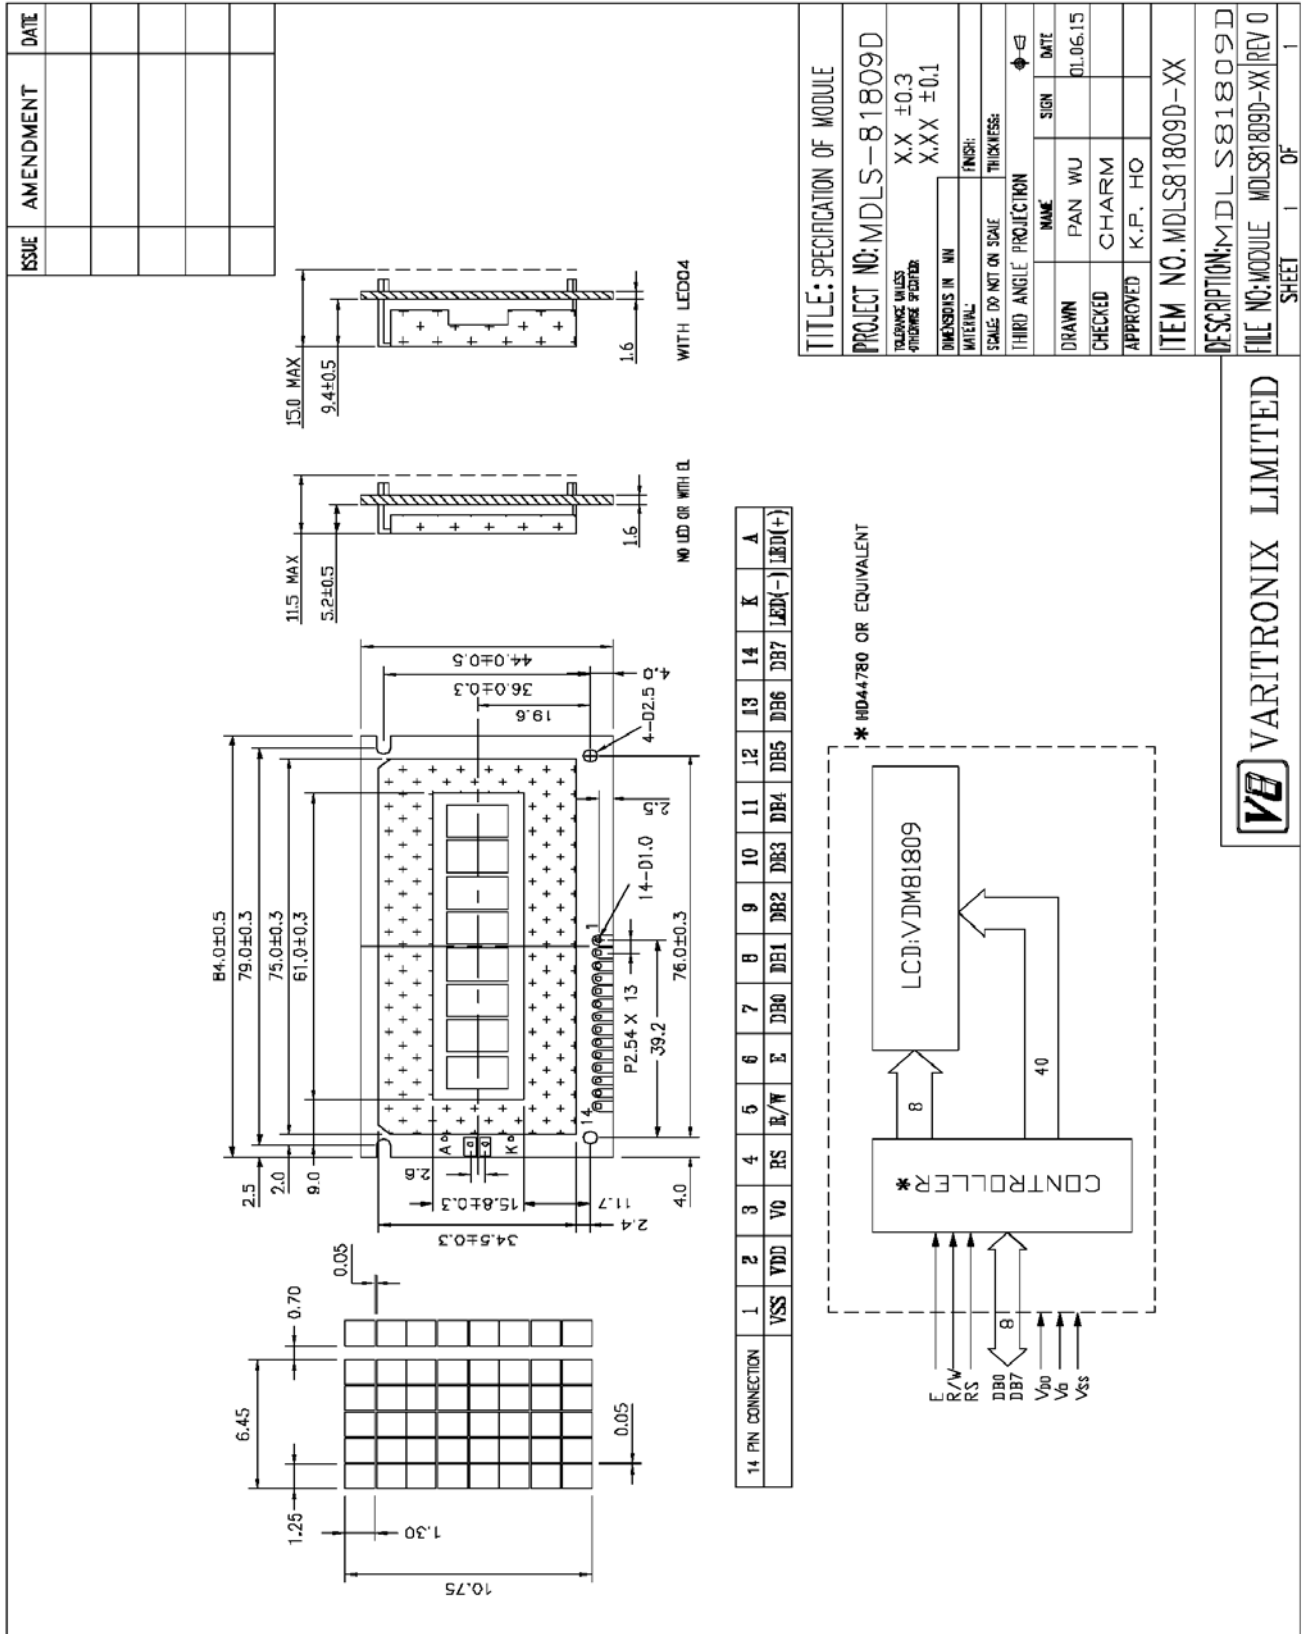 ISSUE AMENDMENT DATE
84.0±0.5
79.0±0.3
75.0±0.3
61.0±0.3
2.5
2.0
9.0
A
K
2.8
15.8±0.3
34.5±0.3
11.7
2.4
4.0
14
1
P2.54 X 13
39.2
76.0±0.3
14-D1.0
4-D2.5
2.5
19.6
36.0±0.3
44.0±0.5
4.0
11.5 MAX
5.2±0.5
1.6
NO LED OR WITH EL
15.0 MAX
9.4±0.5
1.6
WITH LED04
6.45
0.70
0.05
1.25
1.30
10.75
0.05
14 PIN CONNECTION 1 2 3 4 5 6 7 8 9 10 11 12 13 14 K A
VSS VDD VO RS R/W E DB0 DB1 DB2 DB3 DB4 DB5 DB6 DB7 LED(-) LED(+)
E
R/W
RS
DB0
DB7
8
VDD
VO
VSS
CONTROLLER*
8
40
LCD:VDM81809
* HD44780 OR EQUIVALENT
TITLE: SPECIFICATION OF MODULE
PROJECT NO: MDLS-81809D
TOLERANCE UNLESS
OTHERWISE SPECIFIED
X.X ±0.3
X.XX ±0.1
DIMENSIONS IN MM
MATERIAL: FINISH:
SCALE: DO NOT ON SCALE THICKNESS:
THIRD ANGLE PROJECTION
NAME SIGN DATE
DRAWN PAN WU 01.06.15
CHECKED CHARM
APPROVED K.P. HO
ITEM NO. MDLS81809D-XX
DESCRIPTION: MDLS81809D
FILE NO: MODULE MDLS81809D-XX REV 0
SHEET 1 OF 1
VARITRONIX LIMITED